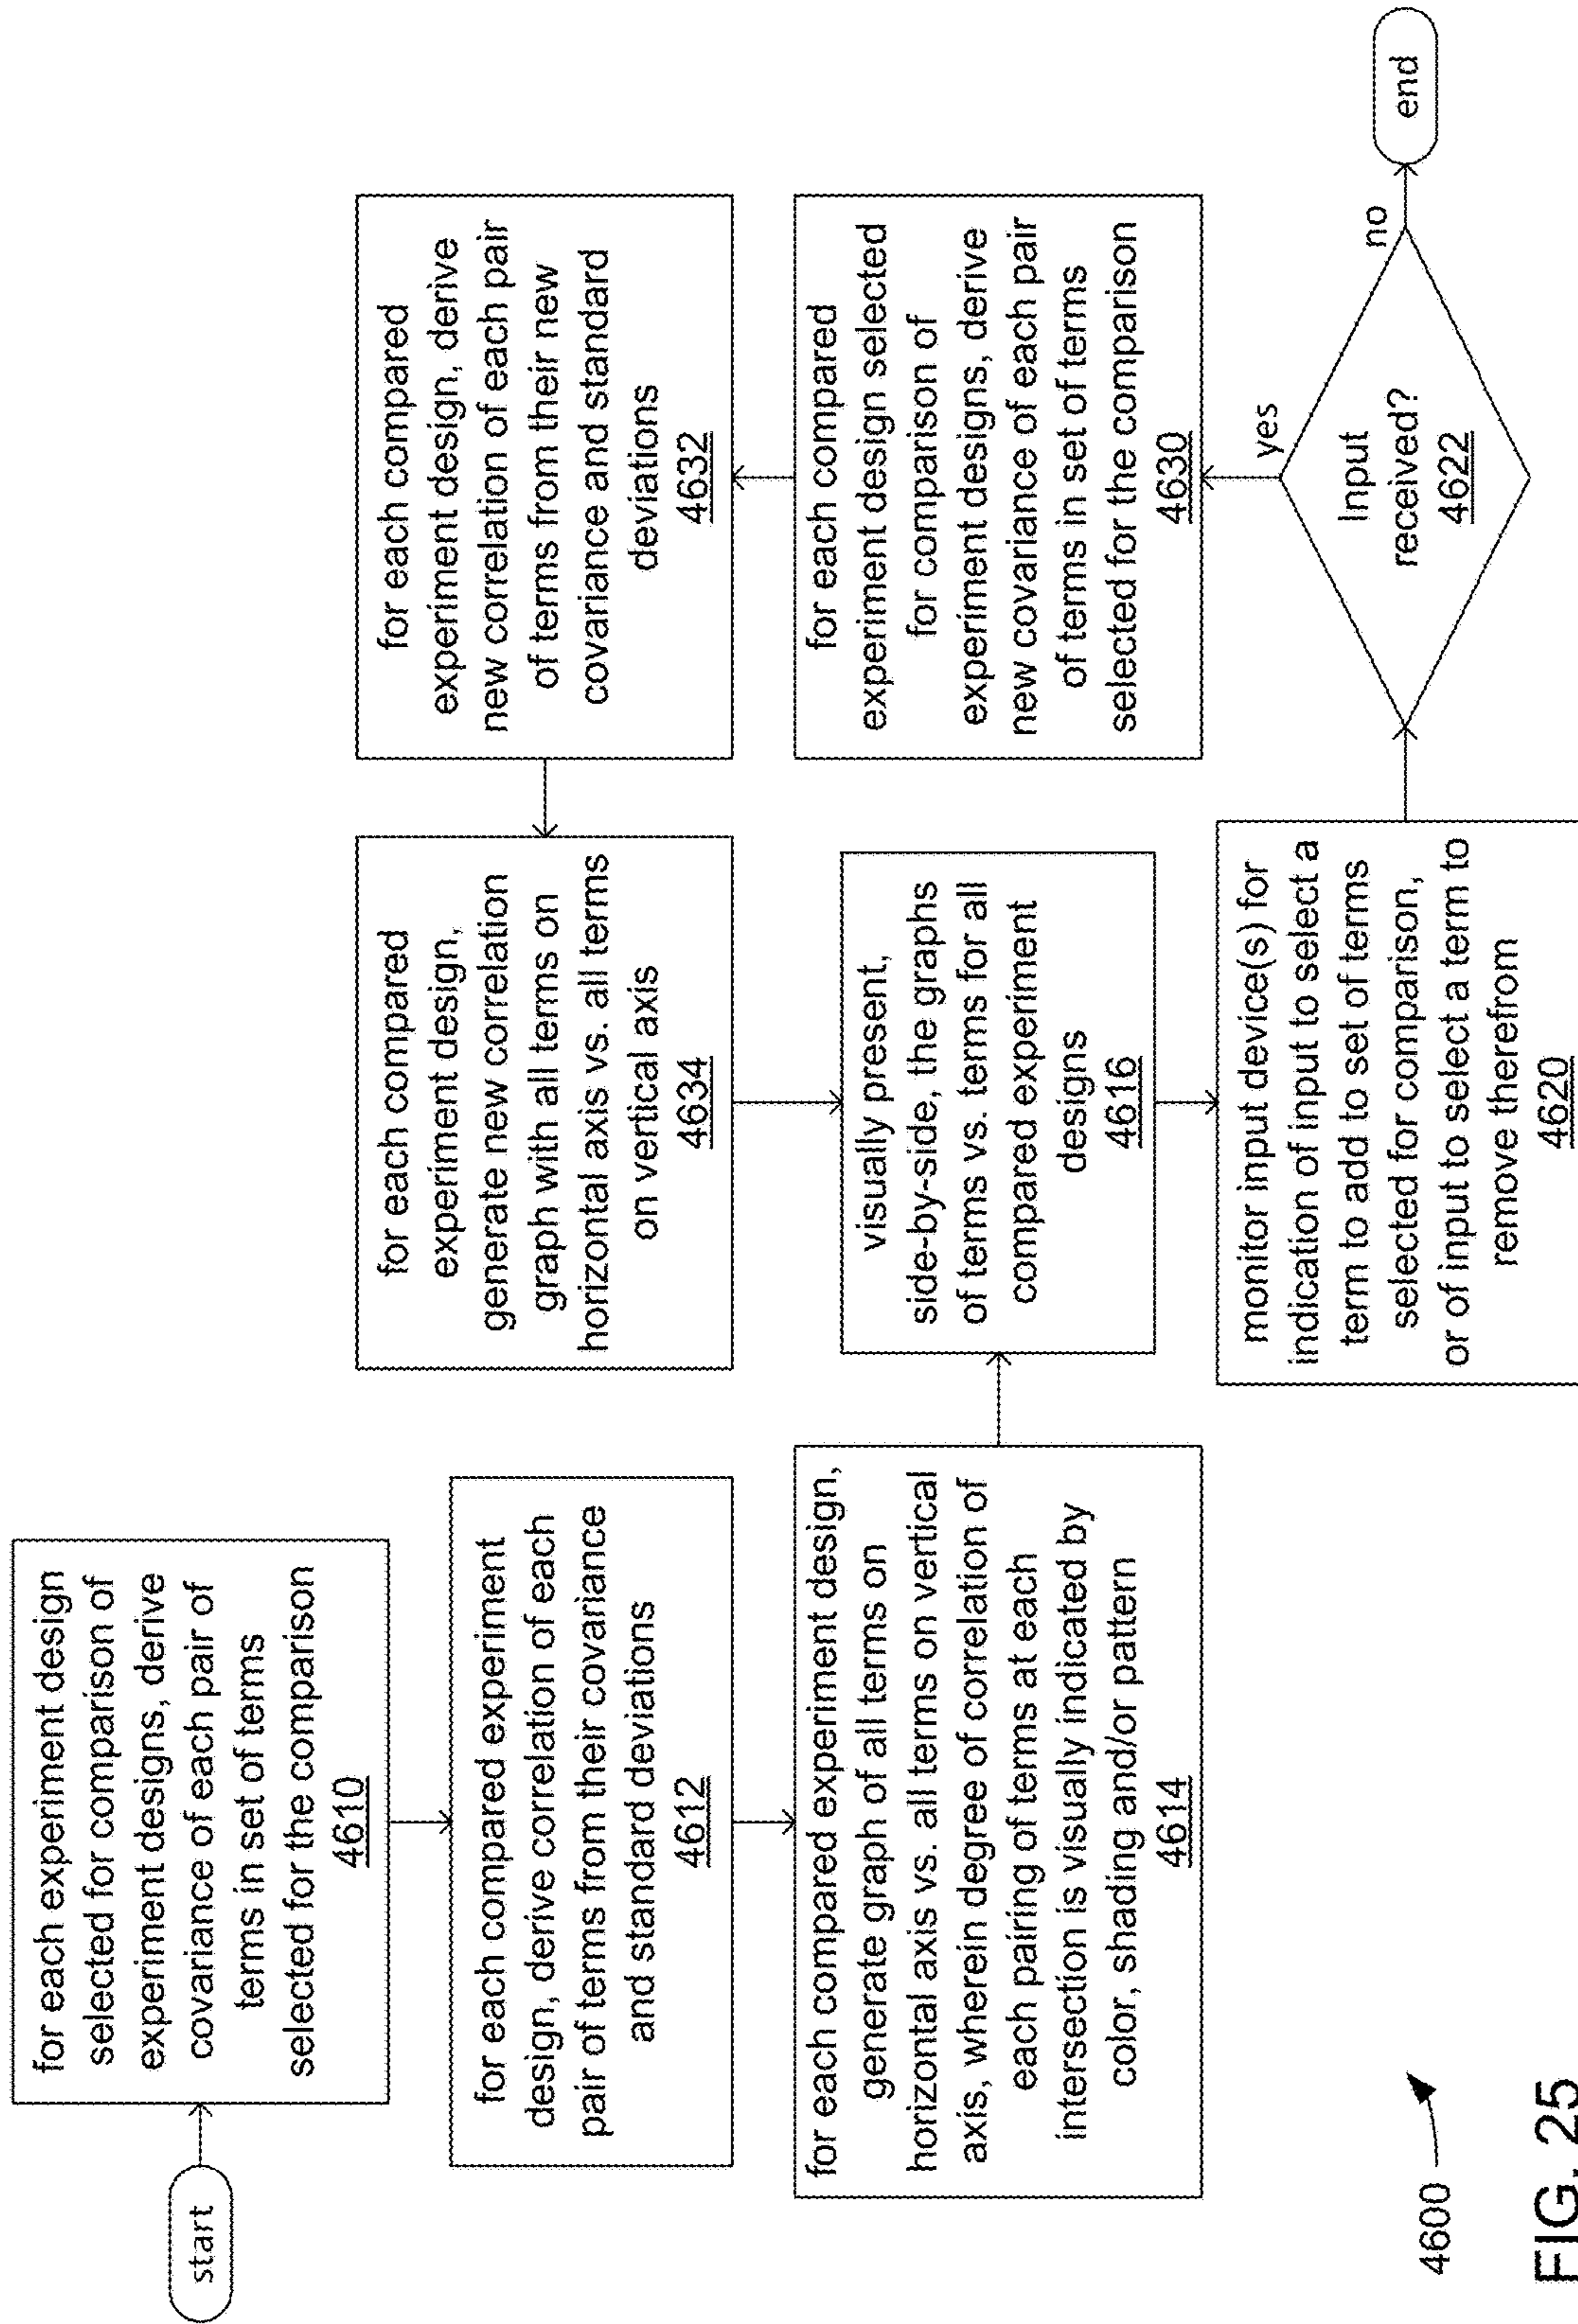 start
for each experiment design
selected for comparison of
experiment designs, derive
covariance of each pair of
terms in set of terms
selected for the comparison
4610
for each compared experiment
design, derive correlation of each
pair of terms from their covariance
and standard deviations
4612
for each compared experiment design,
generate graph of all terms on
horizontal axis vs. all terms on vertical
axis, wherein degree of correlation of
each pairing of terms at each
intersection is visually indicated by
color, shading and/or pattern
4614
for each compared
experiment design,
generate new correlation
graph with all terms on
horizontal axis vs. all terms
on vertical axis
4634
visually present,
side-by-side, the graphs
of terms vs. terms for all
compared experiment
designs
4616
monitor input device(s) for
indication of input to select a
term to add to set of terms
selected for comparison,
or of input to select a term to
remove therefrom
4620
for each compared
experiment design, derive
new correlation of each pair
of terms from their new
covariance and standard
deviations
4632
for each compared
experiment design selected
for comparison of
experiment designs, derive
new covariance of each pair
of terms in set of terms
selected for the comparison
4630
yes
Input
received?
4622
no
end
4600
FIG. 25